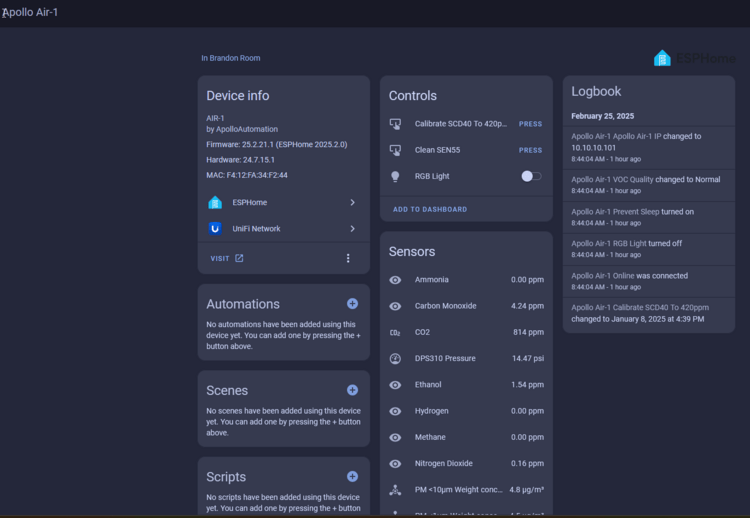 Apollo Air-1
In Brandon Room
ESPHome
Device info
AIR-1
by ApolloAutomation
Firmware: 25.2.21.1 (ESPHome 2025.2.0)
Hardware: 24.7.15.1
MAC: F4:12:FA:34:F2:44
ESPHome
UniFi Network
VISIT
Automations
No automations have been added using this
device yet. You can add one by pressing the +
button above.
Scenes
No scenes have been added using this device
yet. You can add one by pressing the + button
above.
Scripts
No scripts have been added using this device
yet. You can add one by pressing the + button
Controls
Calibrate SCD40 To 420p... PRESS
Clean SEN55 PRESS
RGB Light
ADD TO DASHBOARD
Sensors
Ammonia 0.00 ppm
Carbon Monoxide 4.24 ppm
CO2 814 ppm
DPS310 Pressure 14.47 psi
Ethanol 1.54 ppm
Hydrogen 0.00 ppm
Methane 0.00 ppm
Nitrogen Dioxide 0.16 ppm
PM <10µm Weight conc... 4.8 µg/m³
Logbook
February 25, 2025
Apollo Air-1 Apollo Air-1 IP changed to
10.10.10.101
8:44:04 AM - 1 hour ago
Apollo Air-1 VOC Quality changed to Normal
8:44:04 AM - 1 hour ago
Apollo Air-1 Prevent Sleep turned on
8:44:04 AM - 1 hour ago
Apollo Air-1 RGB Light turned off
8:44:04 AM - 1 hour ago
Apollo Air-1 Online was connected
8:44:04 AM - 1 hour ago
Apollo Air-1 Calibrate SCD40 To 420ppm
changed to January 8, 2025 at 4:39 PM